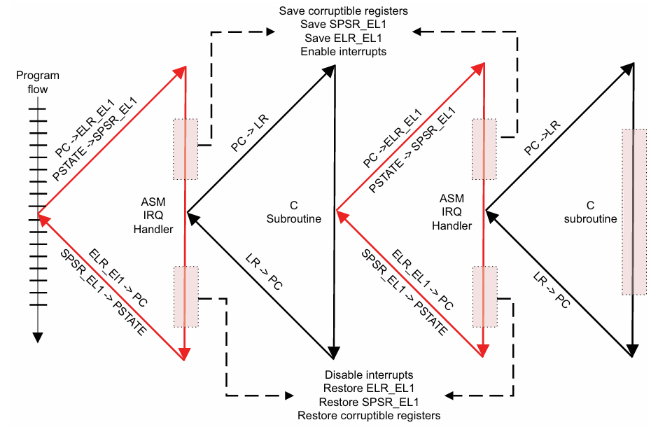 Save corruptible registers
Save SPSR_EL1
Save ELR_EL1
Enable interrupts
Program
flow
PC ->ELR_EL1
PSTATE ->SPSR_EL1
ASM
IRQ
Handler
ELR_El1 -> PC
SPSR_EL1 -> PSTATE
PC -> LR
C
Subroutine
LR -> PC
PC ->ELR_EL1
PSTATE -> SPSR_EL1
ASM
IRQ
Handler
ELR_EL1 -> PC
SPSR_EL1 -> PSTATE
PC ->LR
C
subroutine
LR -> PC
Disable interrupts
Restore ELR_EL1
Restore SPSR_EL1
Restore corruptible registers